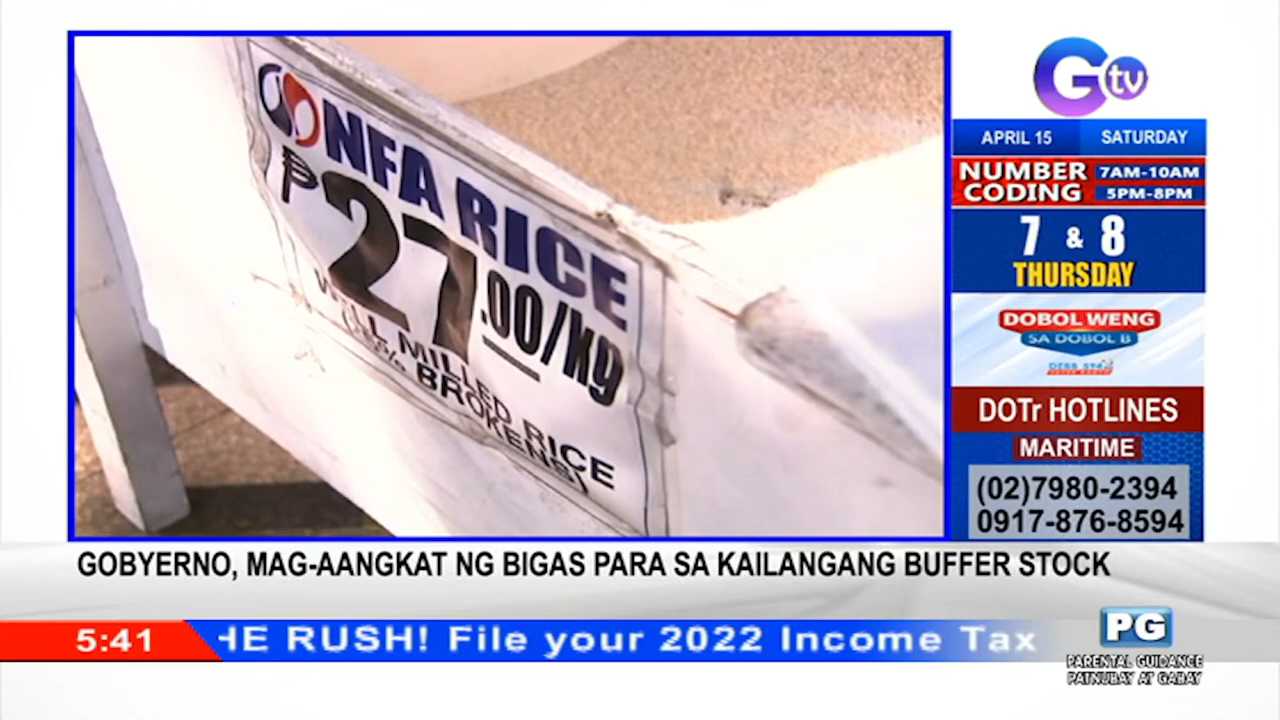 NFA RICE
₱27.00/Kg
WELL MILLED RICE
BROKENS)
Gtv
APRIL 15 SATURDAY
NUMBER CODING
7AM-10AM
5PM-8PM
7 & 8
THURSDAY
DOBOL WENG
SA DOBOL B
DZBB 594
DOTr HOTLINES
MARITIME
(02)7980-2394
0917-876-8594
GOBYERNO, MAG-AANGKAT NG BIGAS PARA SA KAILANGANG BUFFER STOCK
5:41
HE RUSH! File your 2022 Income Tax
PG
PARENTAL GUIDANCE
PATNUBAY AT GABAY